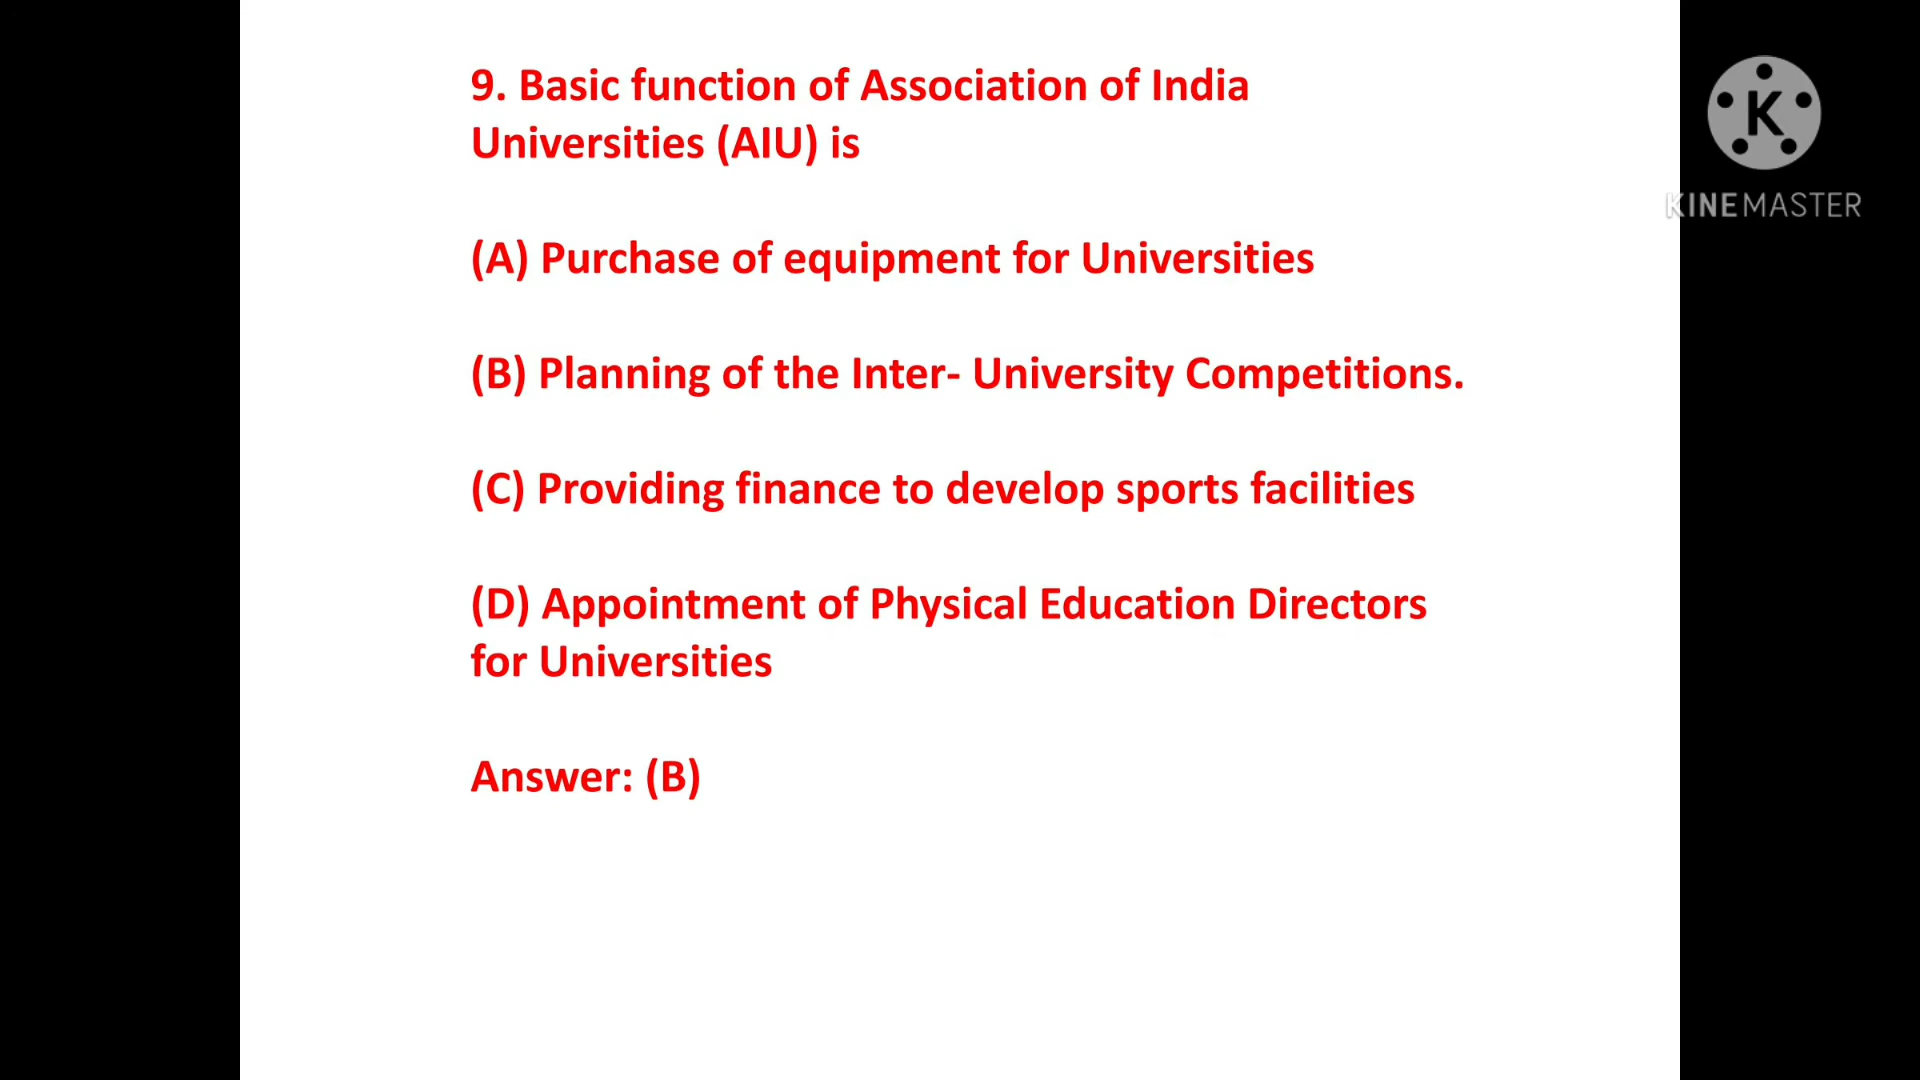 9. Basic function of Association of India
Universities (AIU) is
(A) Purchase of equipment for Universities
(B) Planning of the Inter- University Competitions.
(C) Providing finance to develop sports facilities
(D) Appointment of Physical Education Directors
for Universities
Answer: (B)
K
KINEMASTER